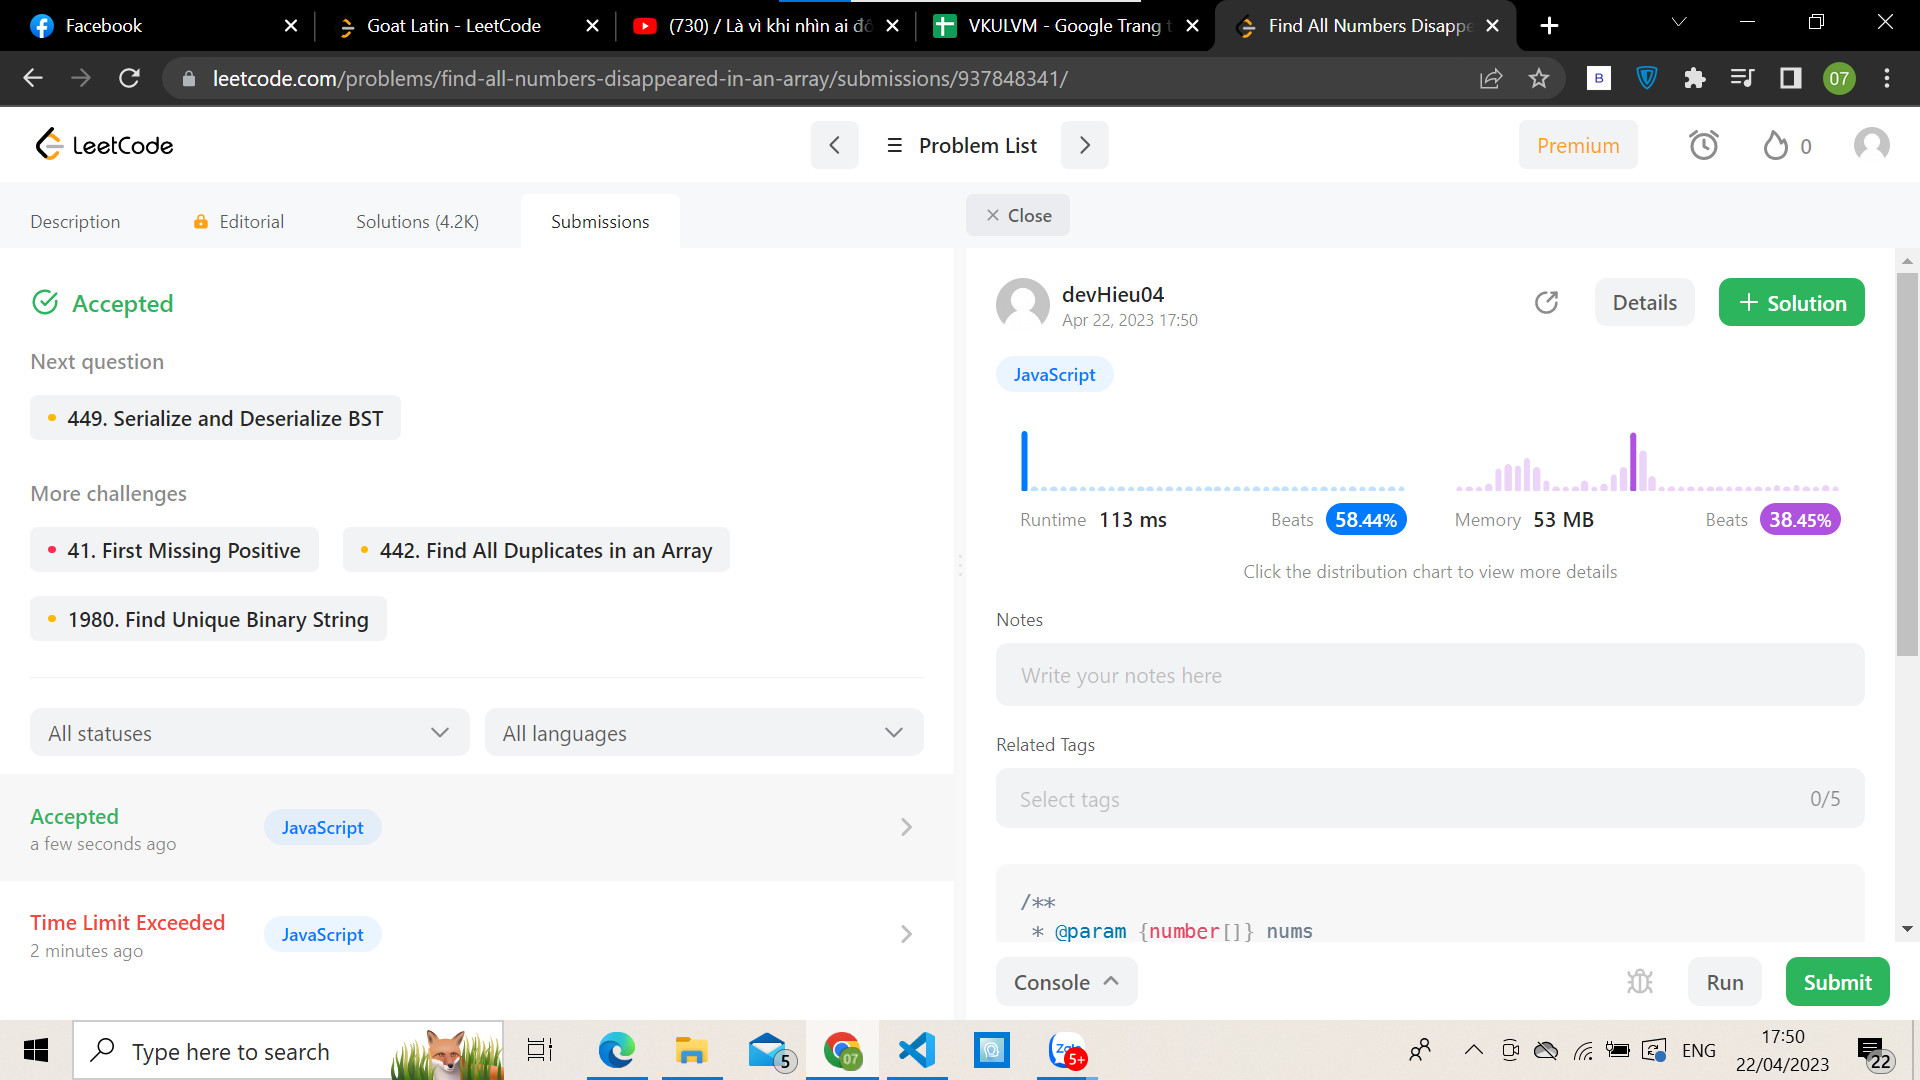 Facebook
Goat Latin - LeetCode
(730) / Là vì khi nhìn ai đó
VKULVM - Google Trang t
Find All Numbers Disappe
leetcode.com/problems/find-all-numbers-disappeared-in-an-array/submissions/937848341/
B
07
LeetCode
Problem List
Premium
0
Description
Editorial
Solutions (4.2K)
Submissions
Close
Accepted
Next question
449. Serialize and Deserialize BST
More challenges
41. First Missing Positive
442. Find All Duplicates in an Array
1980. Find Unique Binary String
All statuses
All languages
Accepted
a few seconds ago
JavaScript
Time Limit Exceeded
2 minutes ago
JavaScript
devHieu04
Apr 22, 2023 17:50
Details
Solution
JavaScript
Runtime 113 ms
Beats 58.44%
Memory 53 MB
Beats 38.45%
Click the distribution chart to view more details
Notes
Write your notes here
Related Tags
Select tags
0/5
/**
* @param {number[]} nums
Console
Run
Submit
Type here to search
5
07
5+
ENG
17:50
22/04/2023
22